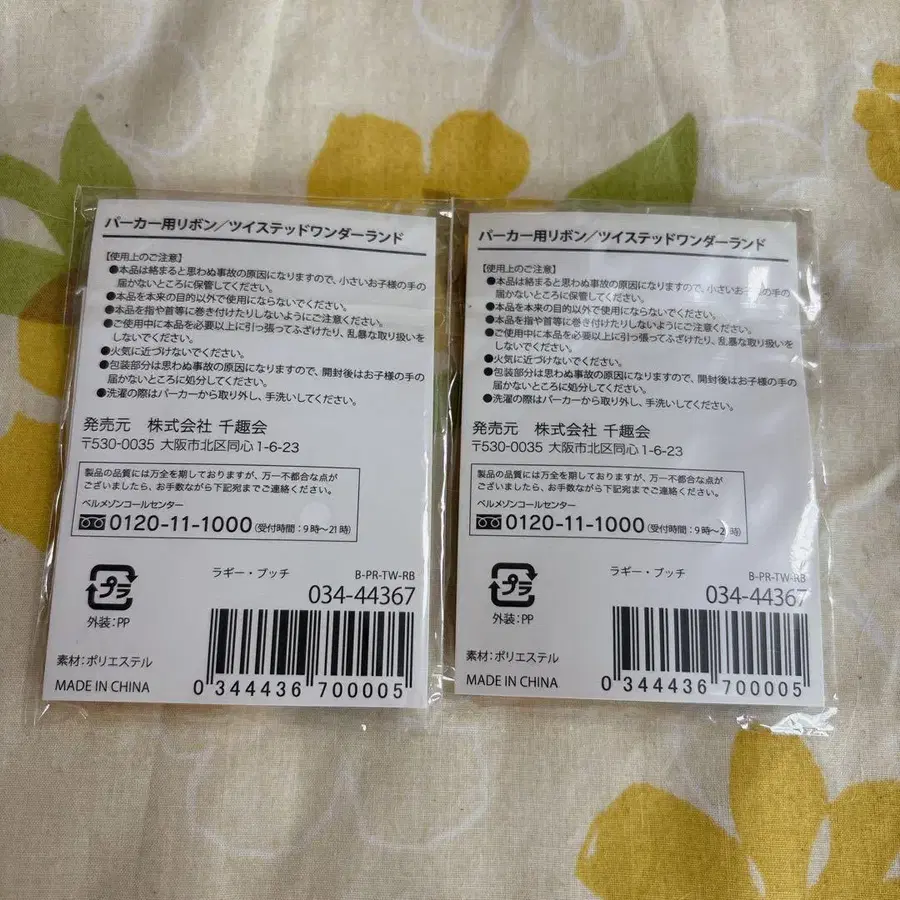 パーカー用リボン／ツイステッドワンダーランド
【使用上のご注意】
●本品は絡まると思わぬ事故の原因になりますので、小さいお子様の手の
届かないところに保管してください。
●本品を本来の目的以外で使用にならないでください。
●本品を指や首等に巻き付けたりしないようにご注意ください。
●ご使用中に本品を必要以上に引っ張ってふざけたり、乱暴な取り扱いを
しないでください。
●火気に近づけないでください。
●包装部分は思わぬ事故の原因になりますので、開封後はお子様の手の
届かないところに処分してください。
●洗濯の際はパーカーから取り外し、手洗いしてください。
発売元 株式会社 千趣会
〒530-0035 大阪市北区同心1-6-23
製品の品質には万全を期しておりますが、万一不都合な点が
ございましたら、お手数ながら下記宛までご連絡ください。
ベルメゾンコールセンター
0120-11-1000(受付時間：9時～21時)
プラ
外装:PP
ラギー・ブッチ
B-PR-TW-RB
034-44367
素材:ポリエステル
MADE IN CHINA
0 344436 700005
パーカー用リボン／ツイステッドワンダーランド
【使用上のご注意】
●本品は絡まると思わぬ事故の原因になりますので、小さいお子様の手の
届かないところに保管してください。
●本品を本来の目的以外で使用にならないでください。
●本品を指や首等に巻き付けたりしないようにご注意ください。
●ご使用中に本品を必要以上に引っ張ってふざけたり、乱暴な取り扱いを
しないでください。
●火気に近づけないでください。
●包装部分は思わぬ事故の原因になりますので、開封後はお子様の手の
届かないところに処分してください。
●洗濯の際はパーカーから取り外し、手洗いしてください。
発売元 株式会社 千趣会
〒530-0035 大阪市北区同心1-6-23
製品の品質には万全を期しておりますが、万一不都合な点が
ございましたら、お手数ながら下記宛までご連絡ください。
ベルメゾンコールセンター
0120-11-1000(受付時間：9時～21時)
プラ
外装:PP
ラギー・ブッチ
B-PR-TW-RB
034-44367
素材:ポリエステル
MADE IN CHINA
0 344436 700005